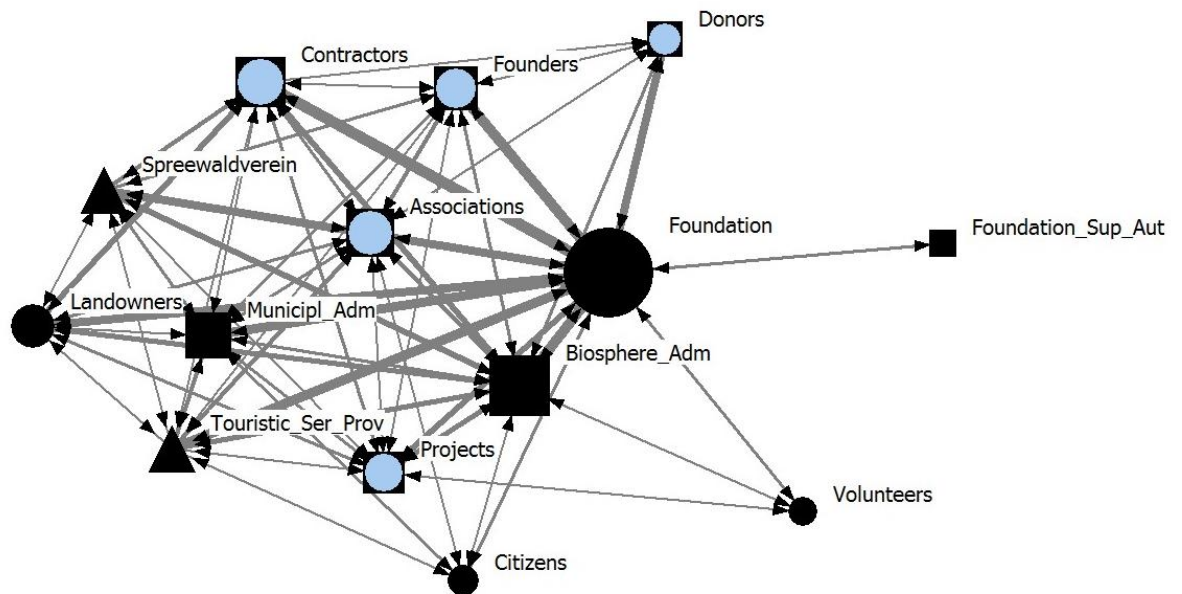 Donors
Contractors
Founders
Spreewaldverein
Associations
Foundation
Foundation_Sup_Aut
Landowners
Municipl_Adm
Biosphere_Adm
Touristic_Ser_Prov
Projects
Volunteers
Citizens